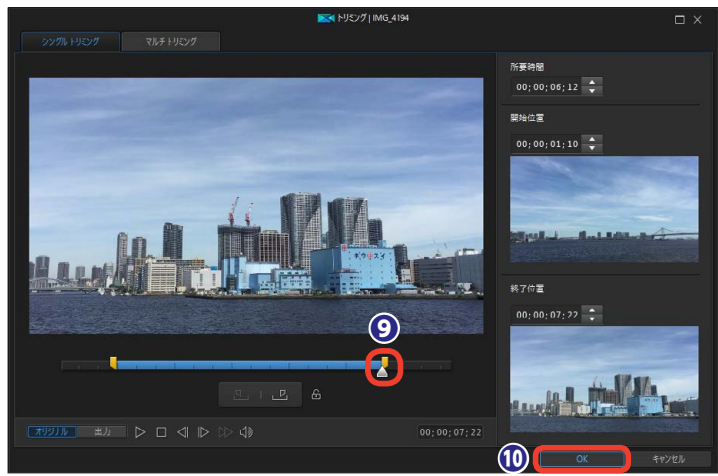 トリミング | IMG_4194
シングル トリミング
マルチ トリミング
所要時間
00;00;06;12
開始位置
00;00;01;10
終了位置
00;00;07;22
⑨
オリジナル
出力
00;00;07;22
⑩
OK
キャンセル